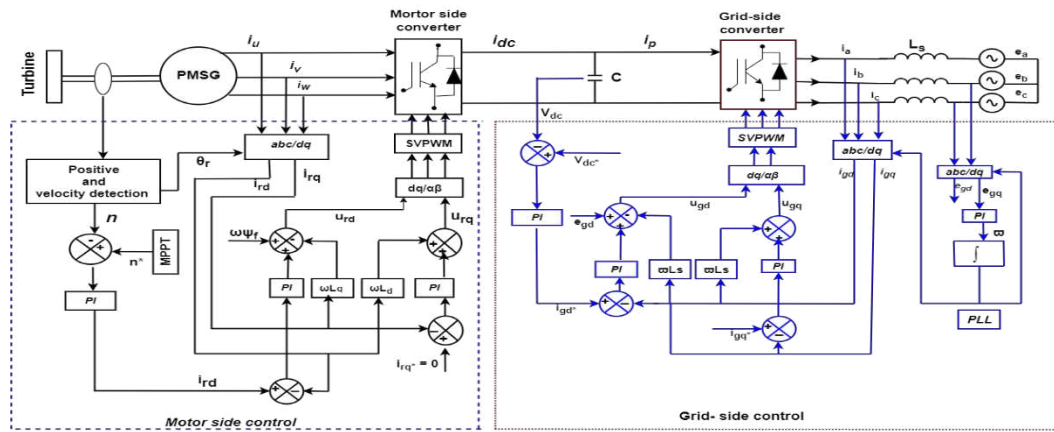 Mortor side
converter
Grid-side
converter
Turbine
PMSG
i_u
i_v
i_w
i_dc
i_p
C
V_dc
i_a
i_b
i_c
L_s
e_a
e_b
e_c
SVPWM
SVPWM
abc/dq
abc/dq
abc/dq
Positive
and
velocity detection
θ_r
i_rd
i_rq
dq/αβ
dq/αβ
V_dc*
i_gd
i_gq
e_gd
e_gq
n
n*
MPPT
PI
u_rd
u_rq
ωψ_f
PI
ωL_q
ωL_d
PI
i_rq* = 0
i_rd
PI
e_gd
u_gd
u_gq
PI
ϖLs
ϖLs
PI
i_gd*
i_gq*
PI
ϖ
∫
PLL
Motor side control
Grid- side control